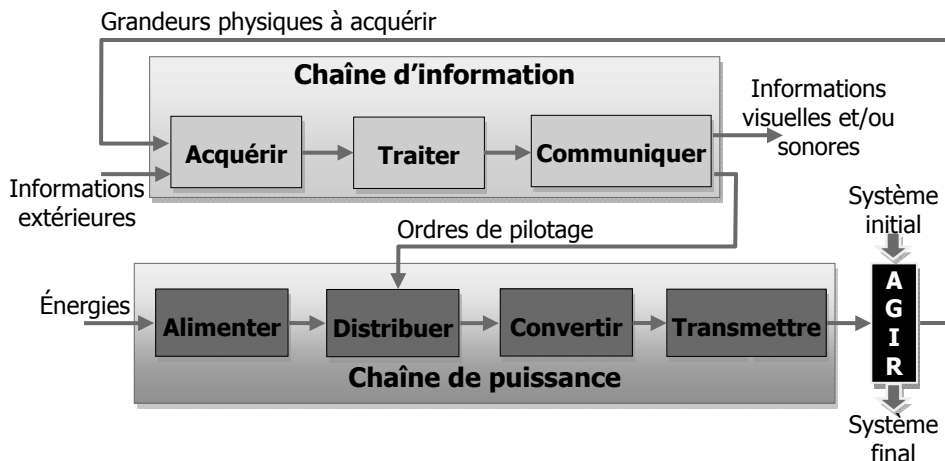 Grandeurs physiques à acquérir
Chaîne d’information
Acquérir
Traiter
Communiquer
Informations
visuelles et/ou
sonores
Informations
extérieures
Ordres de pilotage
Système
initial
Énergies
Alimenter
Distribuer
Convertir
Transmettre
A
G
I
R
Chaîne de puissance
Système
final